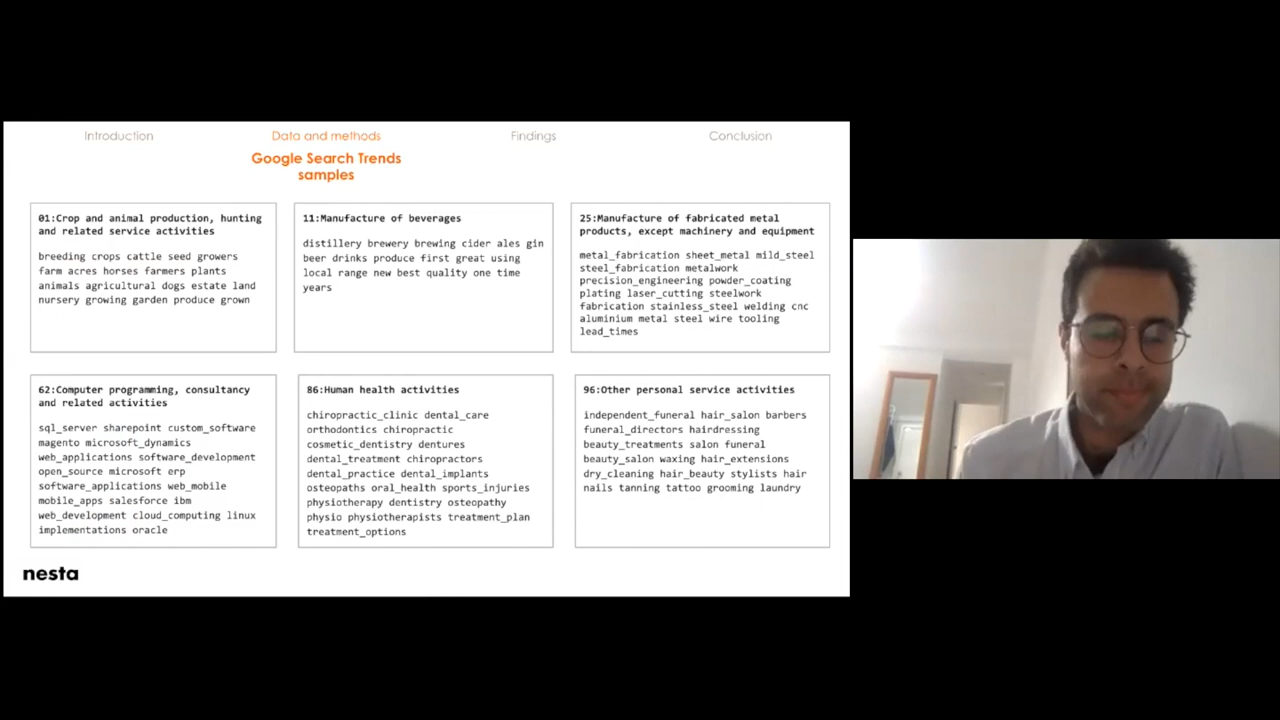 Introduction
Data and methods
Findings
Conclusion
Google Search Trends
samples
01:Crop and animal production, hunting
and related service activities
breeding crops cattle seed growers
farm acres horses farmers plants
animals agricultural dogs estate land
nursery growing garden produce grown
11:Manufacture of beverages
distillery brewery brewing cider ales gin
beer drinks produce first great using
local range new best quality one time
years
25:Manufacture of fabricated metal
products, except machinery and equipment
metal_fabrication sheet_metal mild_steel
steel_fabrication metalwork
precision_engineering powder_coating
plating laser_cutting steelwork
fabrication stainless_steel welding cnc
aluminium metal steel wire tooling
lead_times
62:Computer programming, consultancy
and related activities
sql_server sharepoint custom_software
magento microsoft_dynamics
web_applications software_development
open_source microsoft erp
software_applications web_mobile
mobile_apps salesforce ibm
web_development cloud_computing linux
implementations oracle
86:Human health activities
chiropractic_clinic dental_care
orthodontics chiropractic
cosmetic_dentistry dentures
dental_treatment chiropractors
dental_practice dental_implants
osteopaths oral_health sports_injuries
physiotherapy dentistry osteopathy
physio physiotherapists treatment_plan
treatment_options
96:Other personal service activities
independent_funeral hair_salon barbers
funeral_directors hairdressing
beauty_treatments salon funeral
beauty_salon waxing hair_extensions
dry_cleaning hair_beauty stylists hair
nails tanning tattoo grooming laundry
nesta